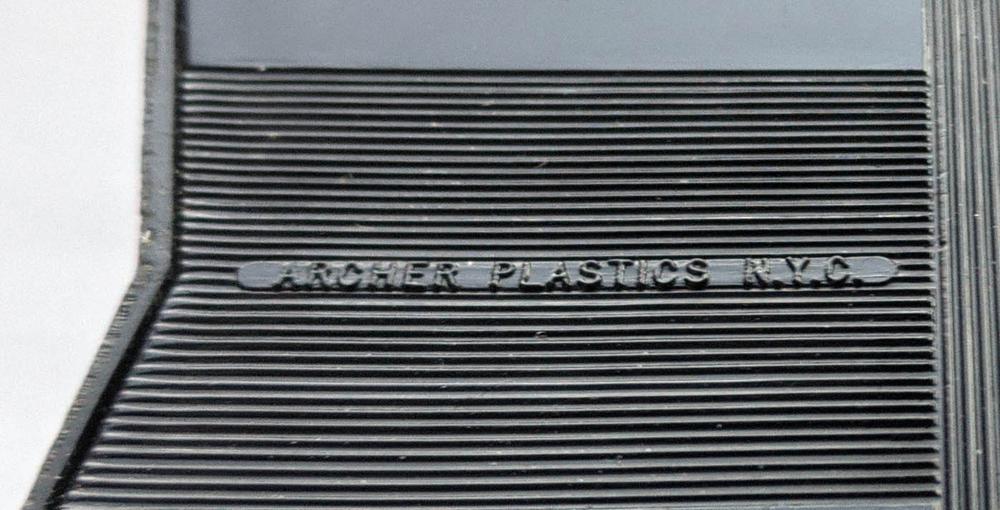 ARCHER PLASTICS N.Y.C.